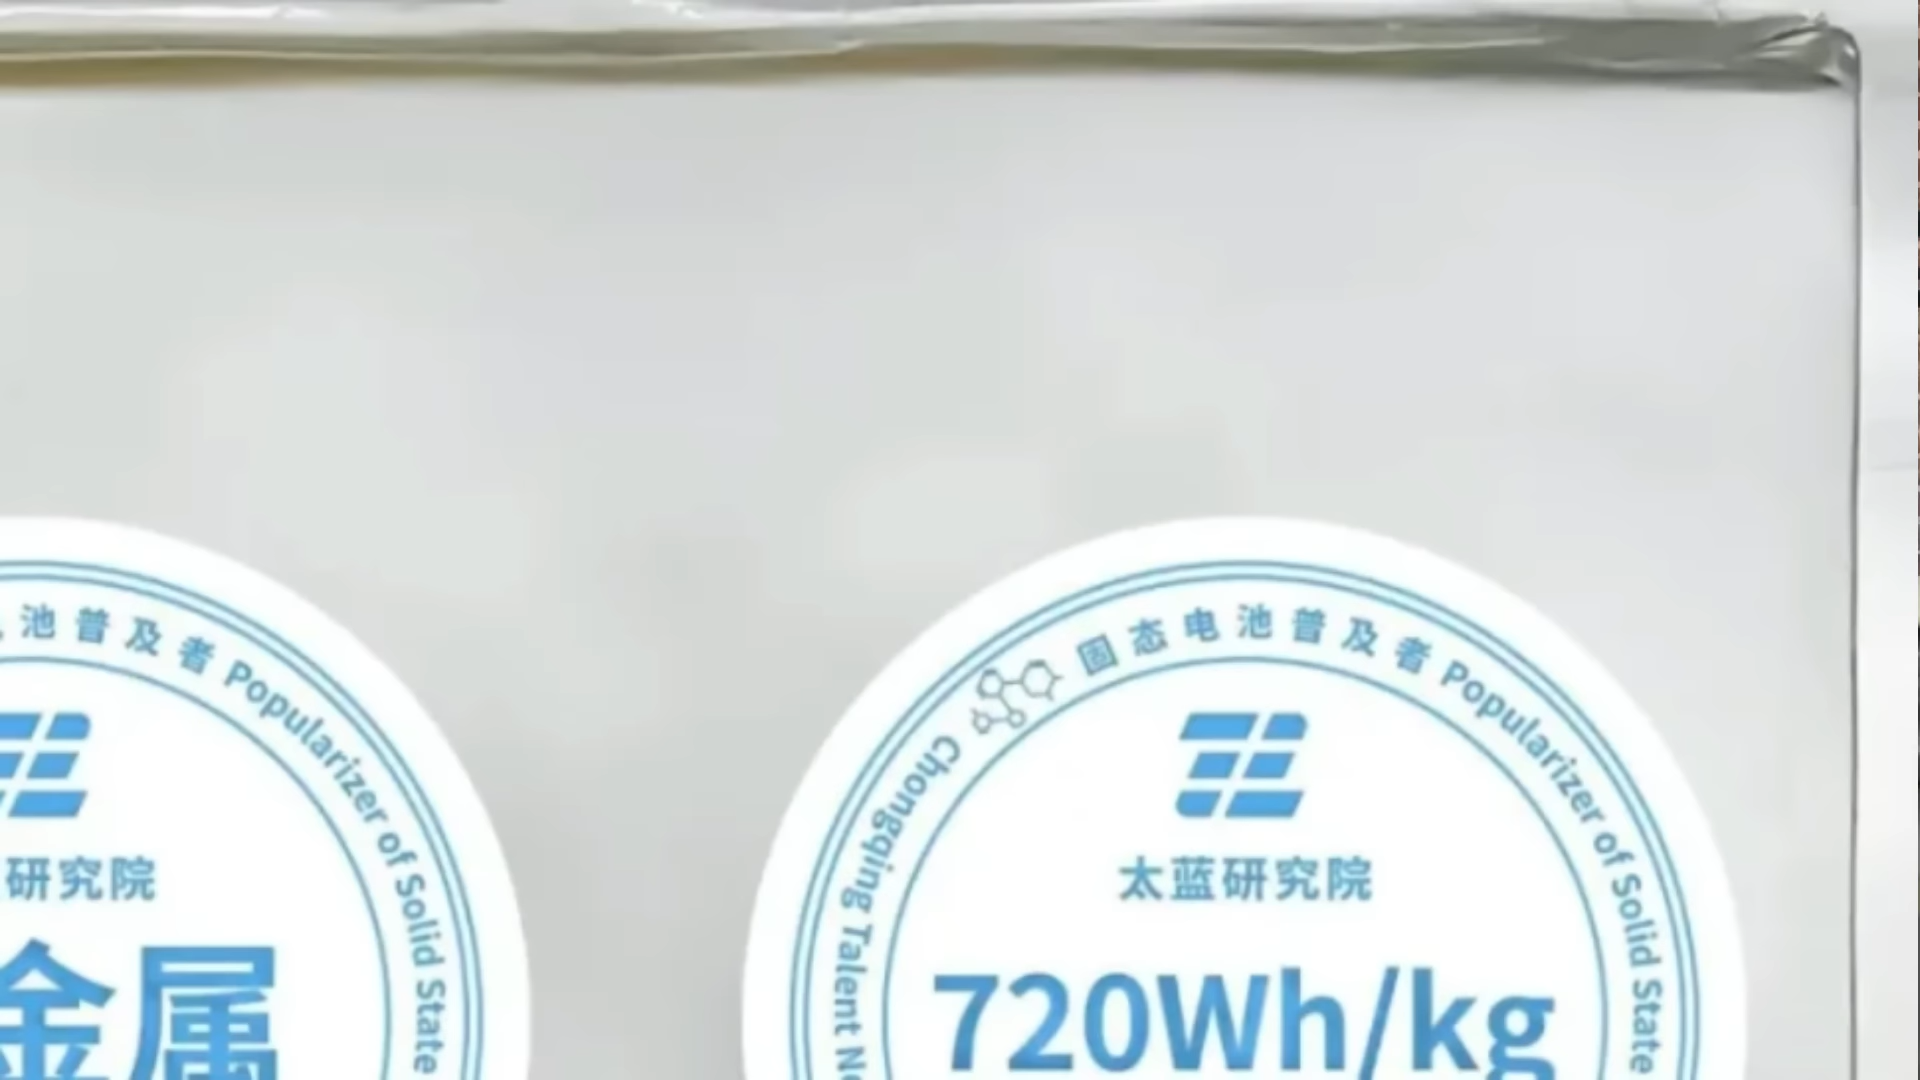 池普及者 Popularizer of Solid State
研究院
金属
固态电池普及者 Popularizer of Solid State
Chongqing Talent
太蓝研究院
720Wh/kg